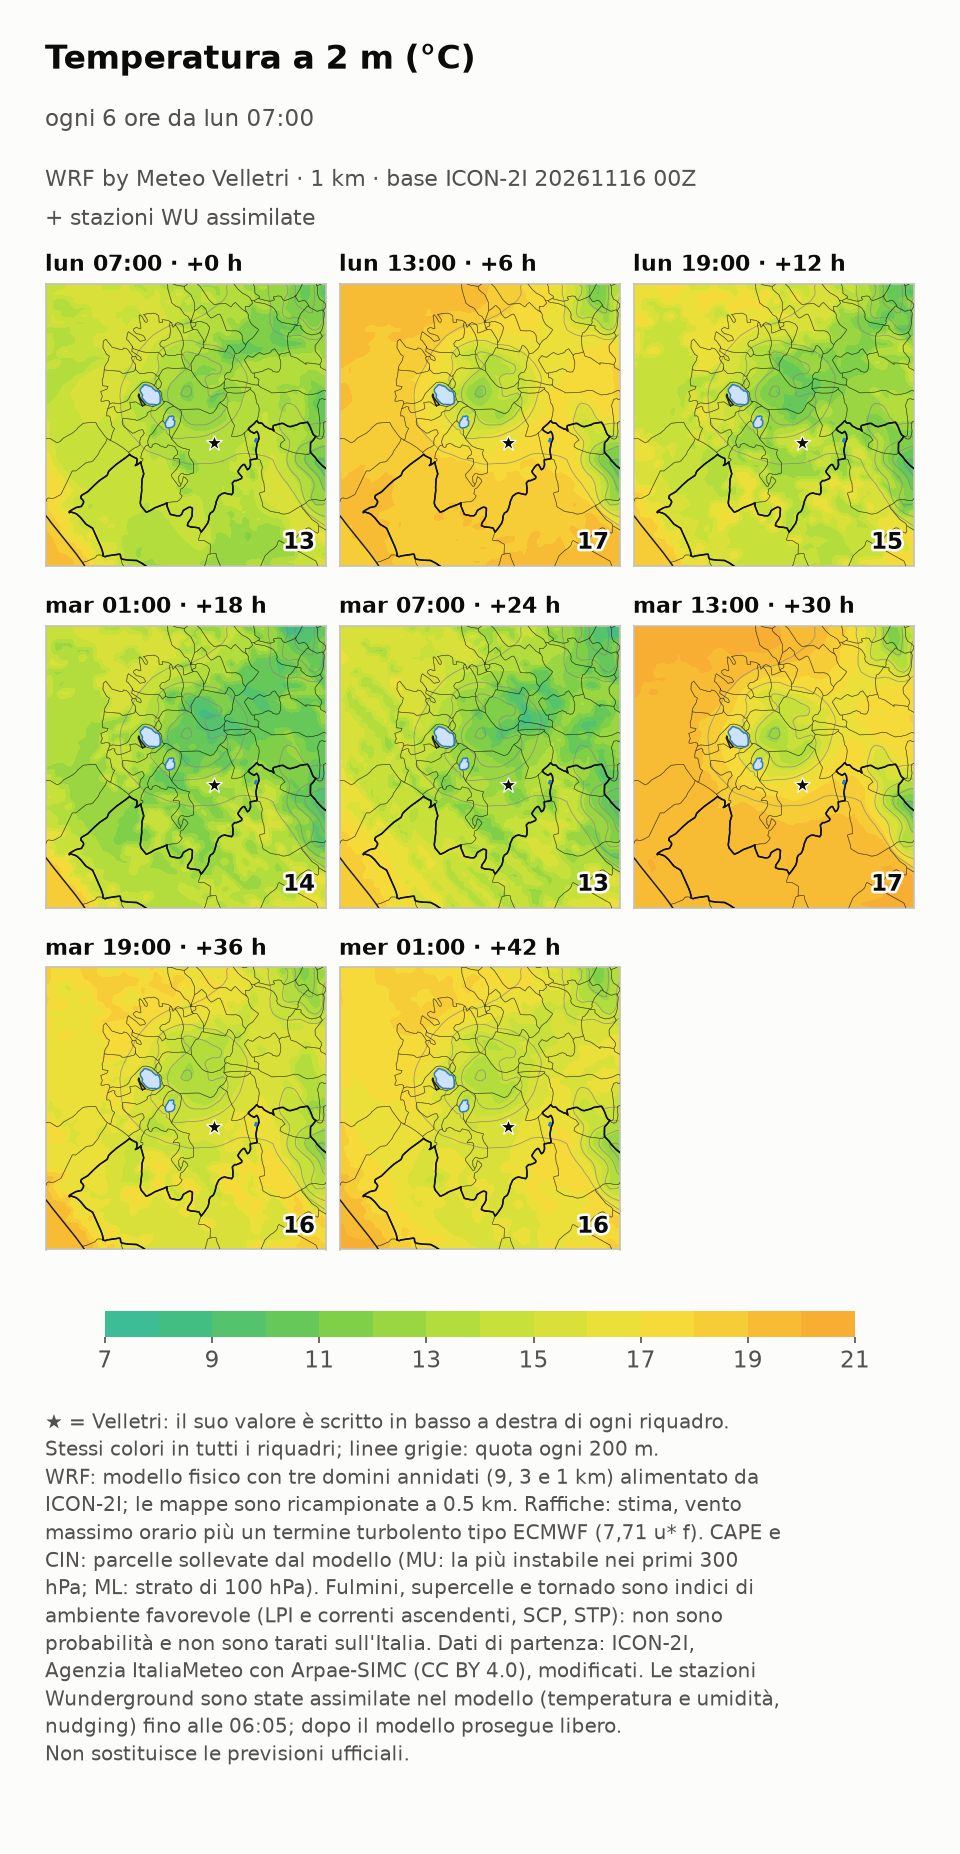 Temperatura a 2 m (°C)
ogni 6 ore da lun 07:00
WRF by Meteo Velletri · 1 km · base ICON-2I 20261116 00Z
+ stazioni WU assimilate
lun 07:00 · +0 h
lun 13:00 · +6 h
lun 19:00 · +12 h
13
17
15
mar 01:00 · +18 h
mar 07:00 · +24 h
mar 13:00 · +30 h
14
13
17
mar 19:00 · +36 h
mer 01:00 · +42 h
16
16
7 9 11 13 15 17 19 21
★ = Velletri: il suo valore è scritto in basso a destra di ogni riquadro.
Stessi colori in tutti i riquadri; linee grigie: quota ogni 200 m.
WRF: modello fisico con tre domini annidati (9, 3 e 1 km) alimentato da
ICON-2I; le mappe sono ricampionate a 0.5 km. Raffiche: stima, vento
massimo orario più un termine turbolento tipo ECMWF (7,71 u* f). CAPE e
CIN: parcelle sollevate dal modello (MU: la più instabile nei primi 300
hPa; ML: strato di 100 hPa). Fulmini, supercelle e tornado sono indici di
ambiente favorevole (LPI e correnti ascendenti, SCP, STP): non sono
probabilità e non sono tarati sull'Italia. Dati di partenza: ICON-2I,
Agenzia ItaliaMeteo con Arpae-SIMC (CC BY 4.0), modificati. Le stazioni
Wunderground sono state assimilate nel modello (temperatura e umidità,
nudging) fino alle 06:05; dopo il modello prosegue libero.
Non sostituisce le previsioni ufficiali.